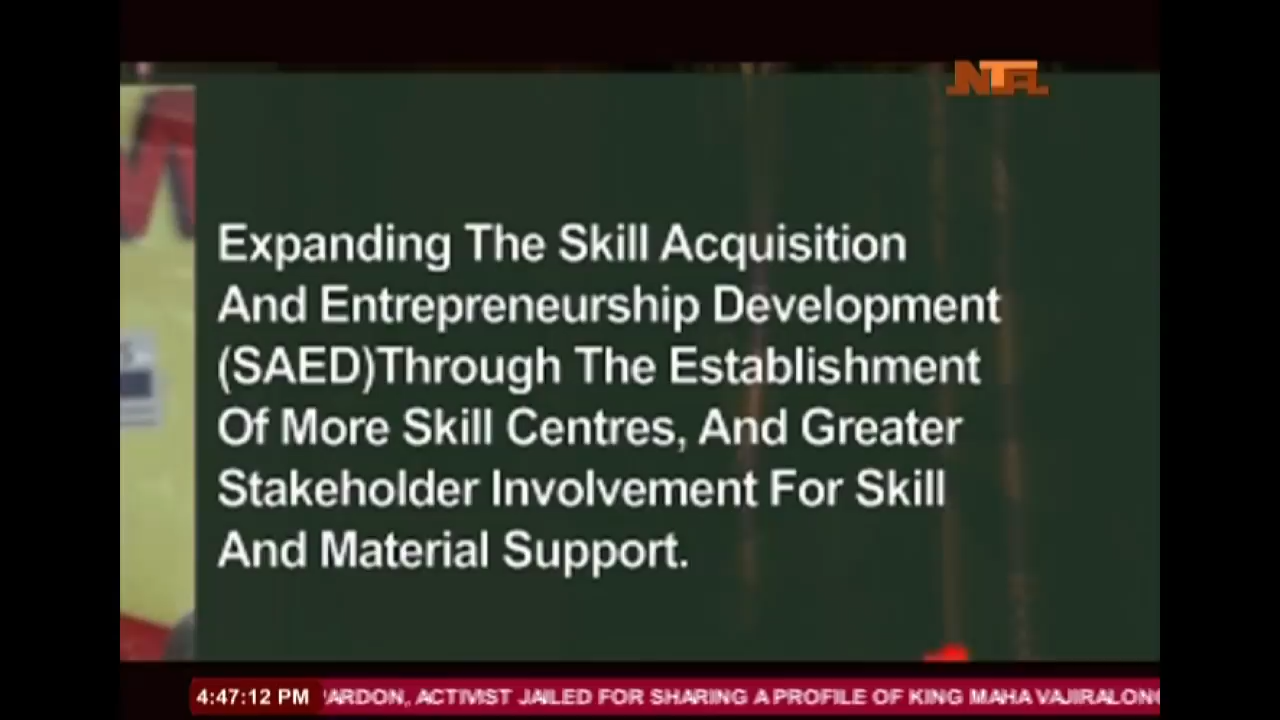 NTA
Expanding The Skill Acquisition
And Entrepreneurship Development
(SAED)Through The Establishment
Of More Skill Centres, And Greater
Stakeholder Involvement For Skill
And Material Support.
4:47:12 PM ARDON, ACTIVIST JAILED FOR SHARING A PROFILE OF KING MAHA VAJIRALONG